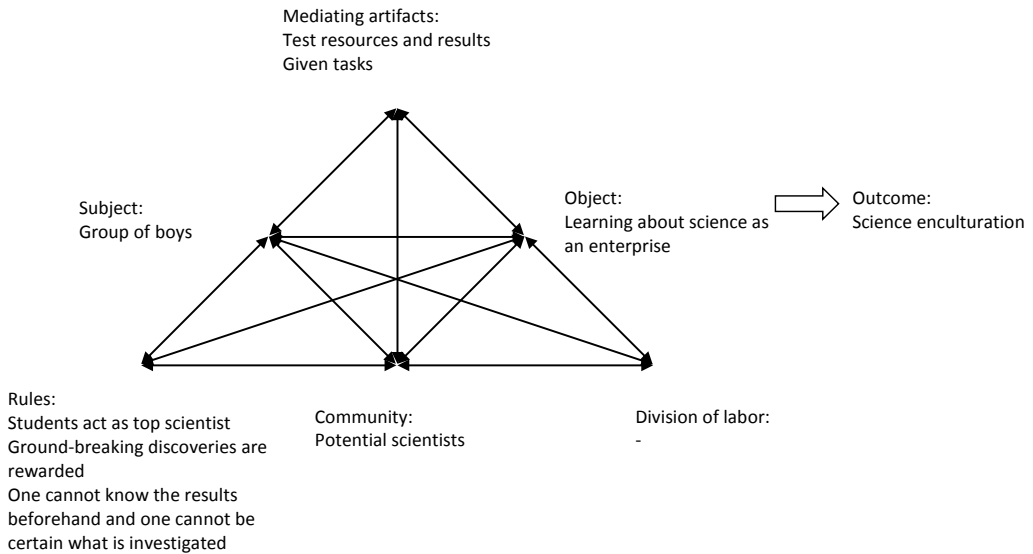 Mediating artifacts:
Test resources and results
Given tasks
Subject:
Group of boys
Object:
Learning about science as
an enterprise
Outcome:
Science enculturation
Rules:
Students act as top scientist
Ground-breaking discoveries are
rewarded
One cannot know the results
beforehand and one cannot be
certain what is investigated
Community:
Potential scientists
Division of labor:
-